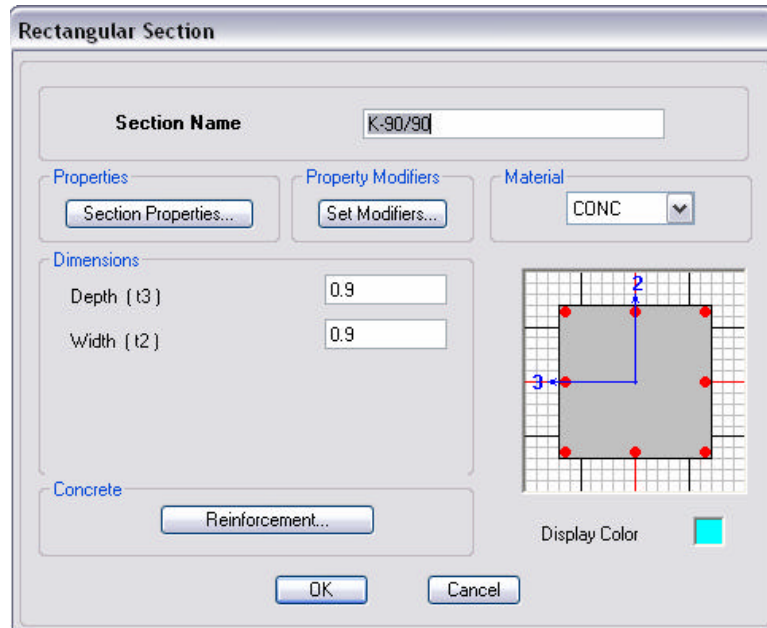 Rectangular Section
Section Name K-90/90
Properties Property Modifiers Material
Section Properties... Set Modifiers... CONC
Dimensions
Depth ( t3 ) 0.9
Width ( t2 ) 0.9
2
3
Concrete
Reinforcement...
Display Color
OK Cancel